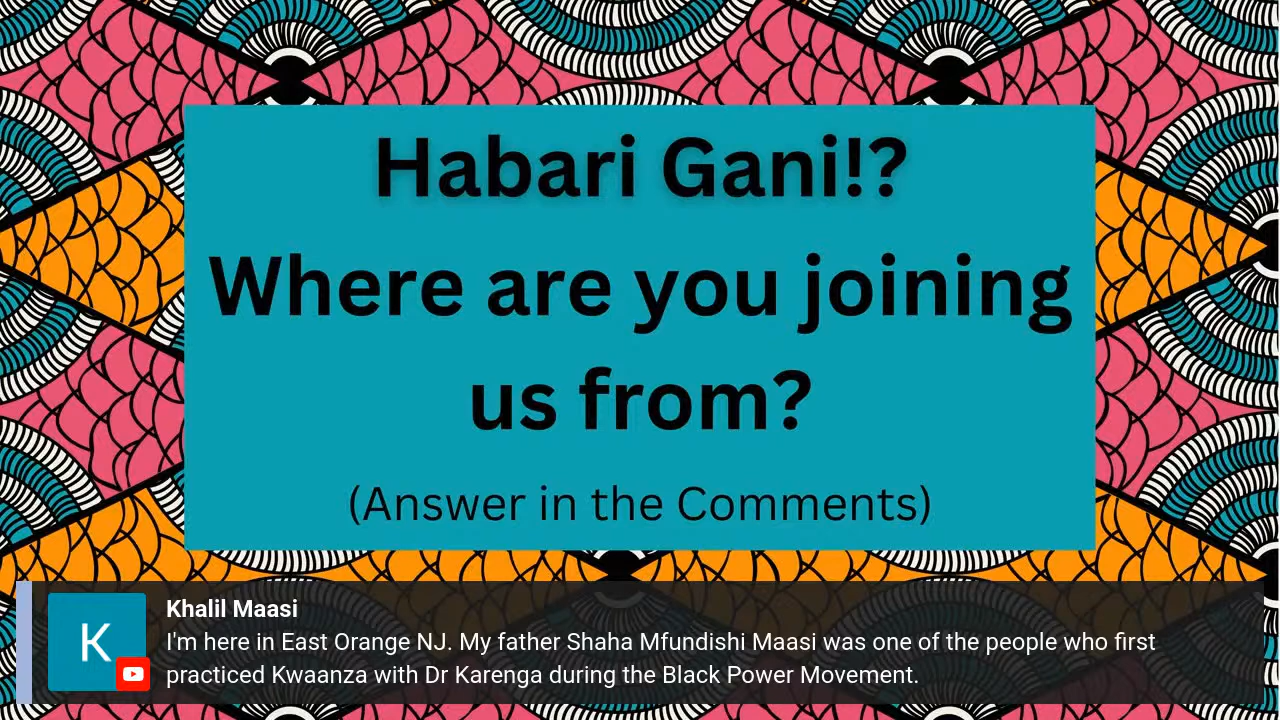 Habari Gani!?
Where are you joining
us from?
(Answer in the Comments)
K
Khalil Maasi
I'm here in East Orange NJ. My father Shaha Mfundishi Maasi was one of the people who first
practiced Kwaanza with Dr Karenga during the Black Power Movement.